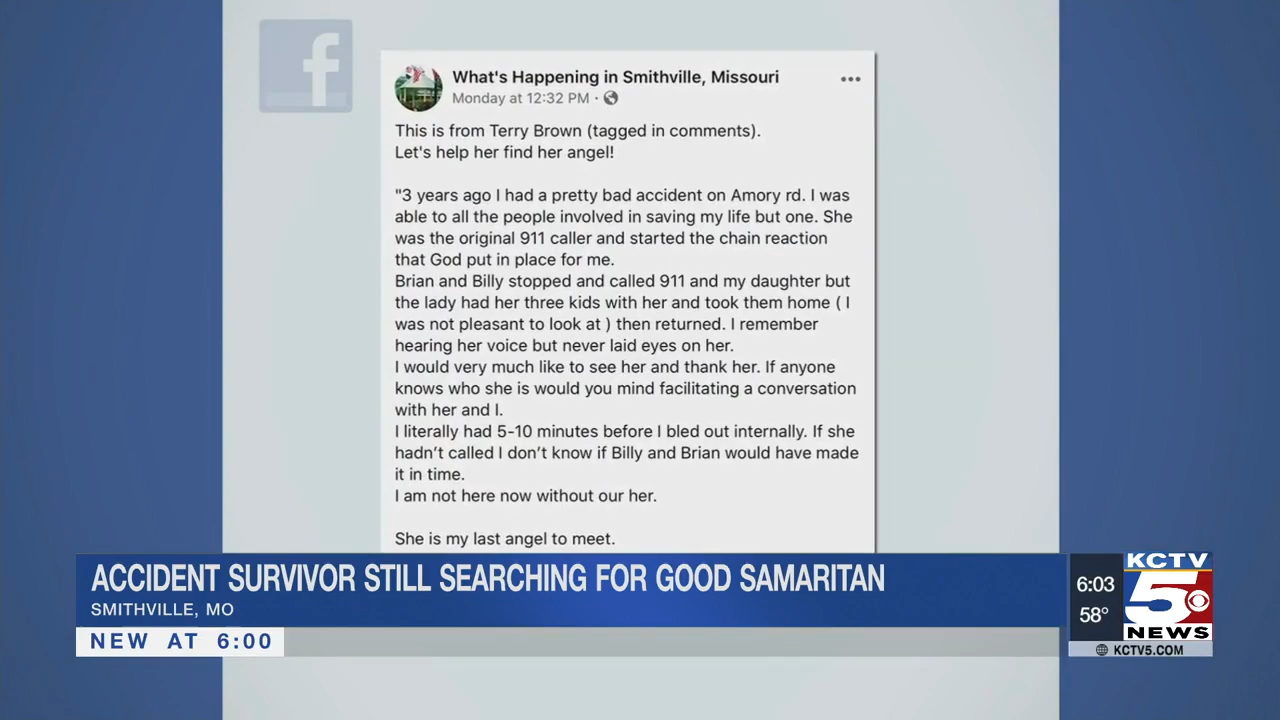 f
What's Happening in Smithville, Missouri
Monday at 12:32 PM ·
This is from Terry Brown (tagged in comments).
Let's help her find her angel!
"3 years ago I had a pretty bad accident on Amory rd. I was
able to all the people involved in saving my life but one. She
was the original 911 caller and started the chain reaction
that God put in place for me.
Brian and Billy stopped and called 911 and my daughter but
the lady had her three kids with her and took them home ( I
was not pleasant to look at ) then returned. I remember
hearing her voice but never laid eyes on her.
I would very much like to see her and thank her. If anyone
knows who she is would you mind facilitating a conversation
with her and I.
I literally had 5-10 minutes before I bled out internally. If she
hadn't called I don't know if Billy and Brian would have made
it in time.
I am not here now without our her.
She is my last angel to meet.
ACCIDENT SURVIVOR STILL SEARCHING FOR GOOD SAMARITAN
SMITHVILLE, MO
NEW AT 6:00
6:03
58°
KCTV
5
NEWS
KCTV5.COM